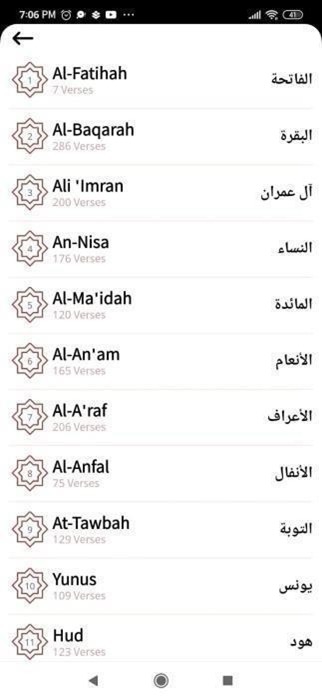 7:06 PM
41
1
Al-Fatihah
الفاتحة
7 Verses
2
Al-Baqarah
البقرة
286 Verses
3
Ali 'Imran
آل عمران
200 Verses
4
An-Nisa
النساء
176 Verses
5
Al-Ma'idah
المائدة
120 Verses
6
Al-An'am
الأنعام
165 Verses
7
Al-A'raf
الأعراف
206 Verses
8
Al-Anfal
الأنفال
75 Verses
9
At-Tawbah
التوبة
129 Verses
10
Yunus
يونس
109 Verses
11
Hud
هود
123 Verses